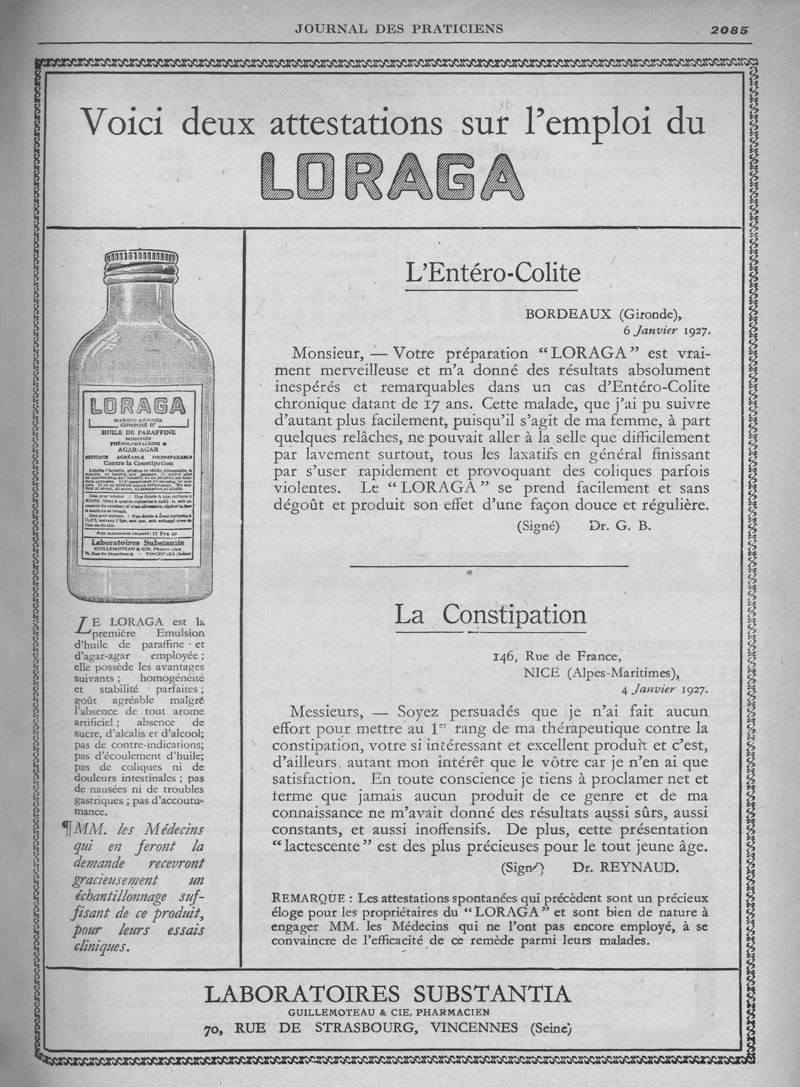 JOURNAL DES PRATICIENS
2085
Voici deux attestations sur l'emploi du
LORAGA
LORAGA
MARQUE DÉPOSÉE
COMPOSÉ D'
HUILE DE PARAFFINE
MODIFIÉE
PHÉNOLPHTALÉINE &
AGAR-AGAR
EFFICACE AGRÉABLE INCOMPARABLE
Contre la Constipation
Laboratoires Substantia
GUILLEMOTEAU & CIE, Pharmacien
70, Rue de Strasbourg - VINCENNES (Seine)
LE LORAGA est la
première Emulsion
d'huile de paraffine et
d'agar-agar employée ;
elle possède les avantages
suivants ; homogénéité
et stabilité parfaites ;
goût agréable malgré
l'absence de tout arome
artificiel ; absence de
sucre, d'alcalis et d'alcool;
pas de contre-indications;
pas d'écoulement d'huile;
pas de coliques ni de
douleurs intestinales ; pas
de nausées ni de troubles
gastriques ; pas d'accoutu-
mance.
¶MM. les Médecins
qui en feront la
demande recevront
gracieusement un
échantillonnage suf-
fisant de ce produit,
pour leurs essais
cliniques.
L'Entéro-Colite
BORDEAUX (Gironde),
6 Janvier 1927.
Monsieur, — Votre préparation “LORAGA” est vrai-
ment merveilleuse et m'a donné des résultats absolument
inespérés et remarquables dans un cas d'Entéro-Colite
chronique datant de 17 ans. Cette malade, que j'ai pu suivre
d'autant plus facilement, puisqu'il s'agit de ma femme, à part
quelques relâches, ne pouvait aller à la selle que difficilement
par lavement surtout, tous les laxatifs en général finissant
par s'user rapidement et provoquant des coliques parfois
violentes. Le “LORAGA” se prend facilement et sans
dégoût et produit son effet d'une façon douce et régulière.
(Signé) Dr. G. B.
La Constipation
146, Rue de France,
NICE (Alpes-Maritimes),
4 Janvier 1927.
Messieurs, — Soyez persuadés que je n'ai fait aucun
effort pour mettre au 1er rang de ma thérapeutique contre la
constipation, votre si intéressant et excellent produit et c'est,
d'ailleurs, autant mon intérêt que le vôtre car je n'en ai que
satisfaction. En toute conscience je tiens à proclamer net et
ferme que jamais aucun produit de ce genre et de ma
connaissance ne m'avait donné des résultats aussi sûrs, aussi
constants, et aussi inoffensifs. De plus, cette présentation
“lactescente” est des plus précieuses pour le tout jeune âge.
(Signé) Dr. REYNAUD.
REMARQUE : Les attestations spontanées qui précèdent sont un précieux
éloge pour les propriétaires du “LORAGA” et sont bien de nature à
engager MM. les Médecins qui ne l'ont pas encore employé, à se
convaincre de l'efficacité de ce remède parmi leurs malades.
LABORATOIRES SUBSTANTIA
GUILLEMOTEAU & CIE, PHARMACIEN
70, RUE DE STRASBOURG, VINCENNES (Seine)